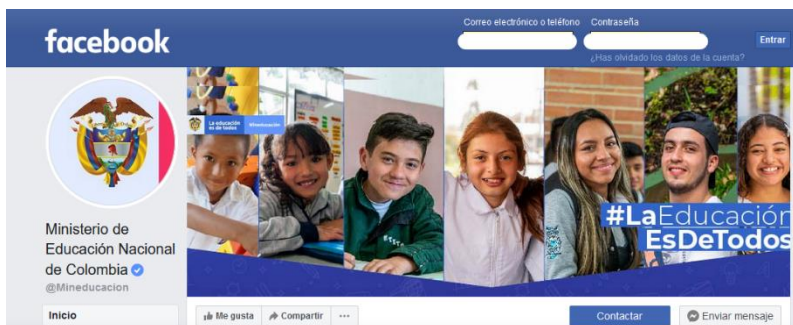 facebook
Correo electrónico o teléfono
Contraseña
Entrar
¿Has olvidado los datos de la cuenta?
La educación
es de todos
Mineducación
#LaEducación
EsDeTodos
Ministerio de
Educación Nacional
de Colombia
@Mineducacion
Inicio
Me gusta
Compartir
Contactar
Enviar mensaje